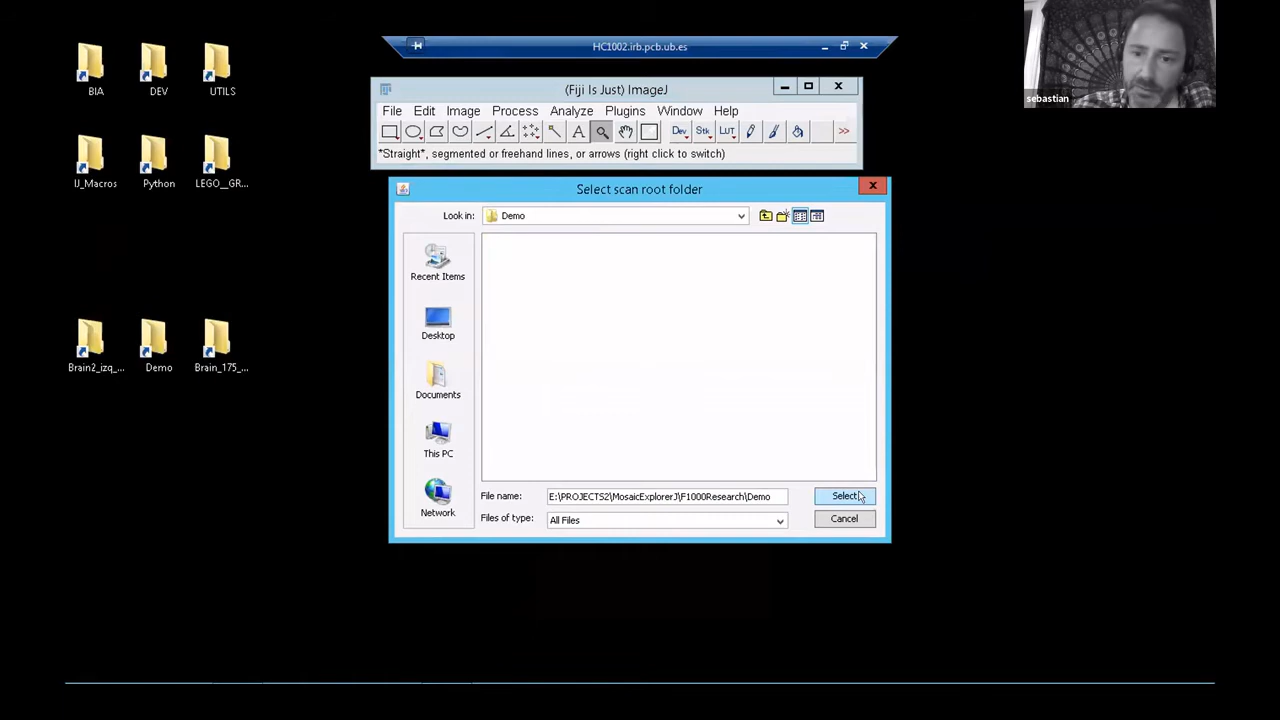 HC1002.irb.pcb.ub.es
sebastian
BIA
DEV
UTILS
IJ_Macros
Python
LEGO__GR...
Brain2_izq_...
Demo
Brain_175_...
(Fiji Is Just) ImageJ
File Edit Image Process Analyze Plugins Window Help
A Dev Stk LUT >>
*Straight*, segmented or freehand lines, or arrows (right click to switch)
Select scan root folder
Look in: Demo
Recent Items
Desktop
Documents
This PC
Network
File name: E:\PROJECTS2\MosaicExplorerJ\F1000Research\Demo Select
Files of type: All Files Cancel